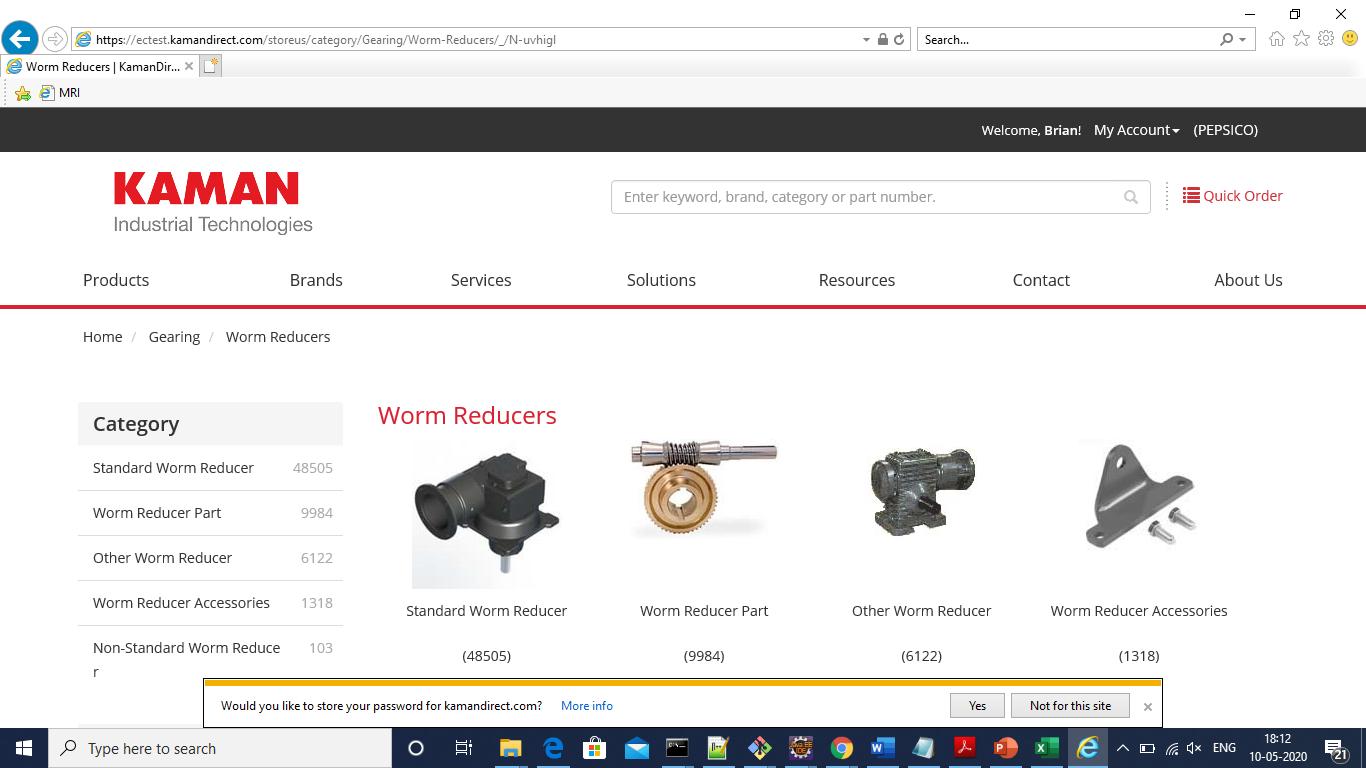 https://ectest.kamandirect.com/storeus/category/Gearing/Worm-Reducers/_/N-uvhigl
Search...
Worm Reducers | KamanDir...
MRI
Welcome, Brian! My Account (PEPSICO)
KAMAN
Industrial Technologies
Enter keyword, brand, category or part number.
Quick Order
Products Brands Services Solutions Resources Contact About Us
Home / Gearing / Worm Reducers
Category
Standard Worm Reducer 48505
Worm Reducer Part 9984
Other Worm Reducer 6122
Worm Reducer Accessories 1318
Non-Standard Worm Reduce 103
r
Worm Reducers
Standard Worm Reducer Worm Reducer Part Other Worm Reducer Worm Reducer Accessories
(48505) (9984) (6122) (1318)
Would you like to store your password for kamandirect.com? More info Yes Not for this site
Type here to search
ENG
18:12
10-05-2020
21